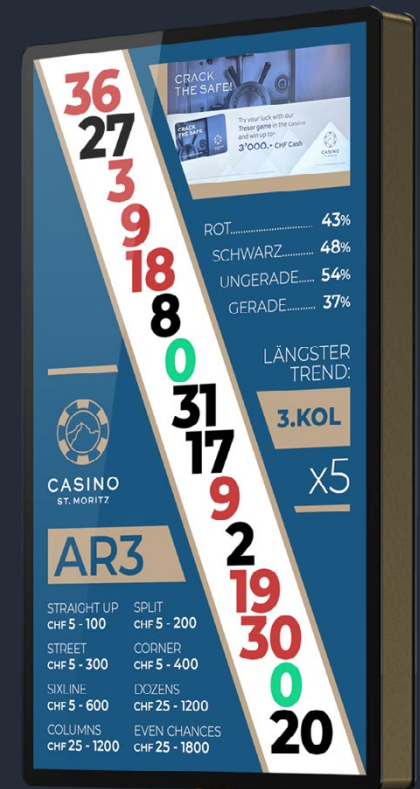 36
27
3
9
18
8
0
31
17
9
2
19
30
0
20
CRACK
THE SAFE!
Try your luck with our
Tresor game in the casino
and win up to*
3'000.- CHF Cash
CRACK
THE SAFE
CASINO
ROT.......................... 43%
SCHWARZ............ 48%
UNGERADE...... 54%
GERADE........... 37%
LÄNGSTER
TREND:
3.KOL
x5
CASINO
ST. MORITZ
AR3
STRAIGHT UP SPLIT
CHF 5 - 100 CHF 5 - 200
STREET CORNER
CHF 5 - 300 CHF 5 - 400
SIXLINE DOZENS
CHF 5 - 600 CHF 25 - 1200
COLUMNS EVEN CHANCES
CHF 25 - 1200 CHF 25 - 1800